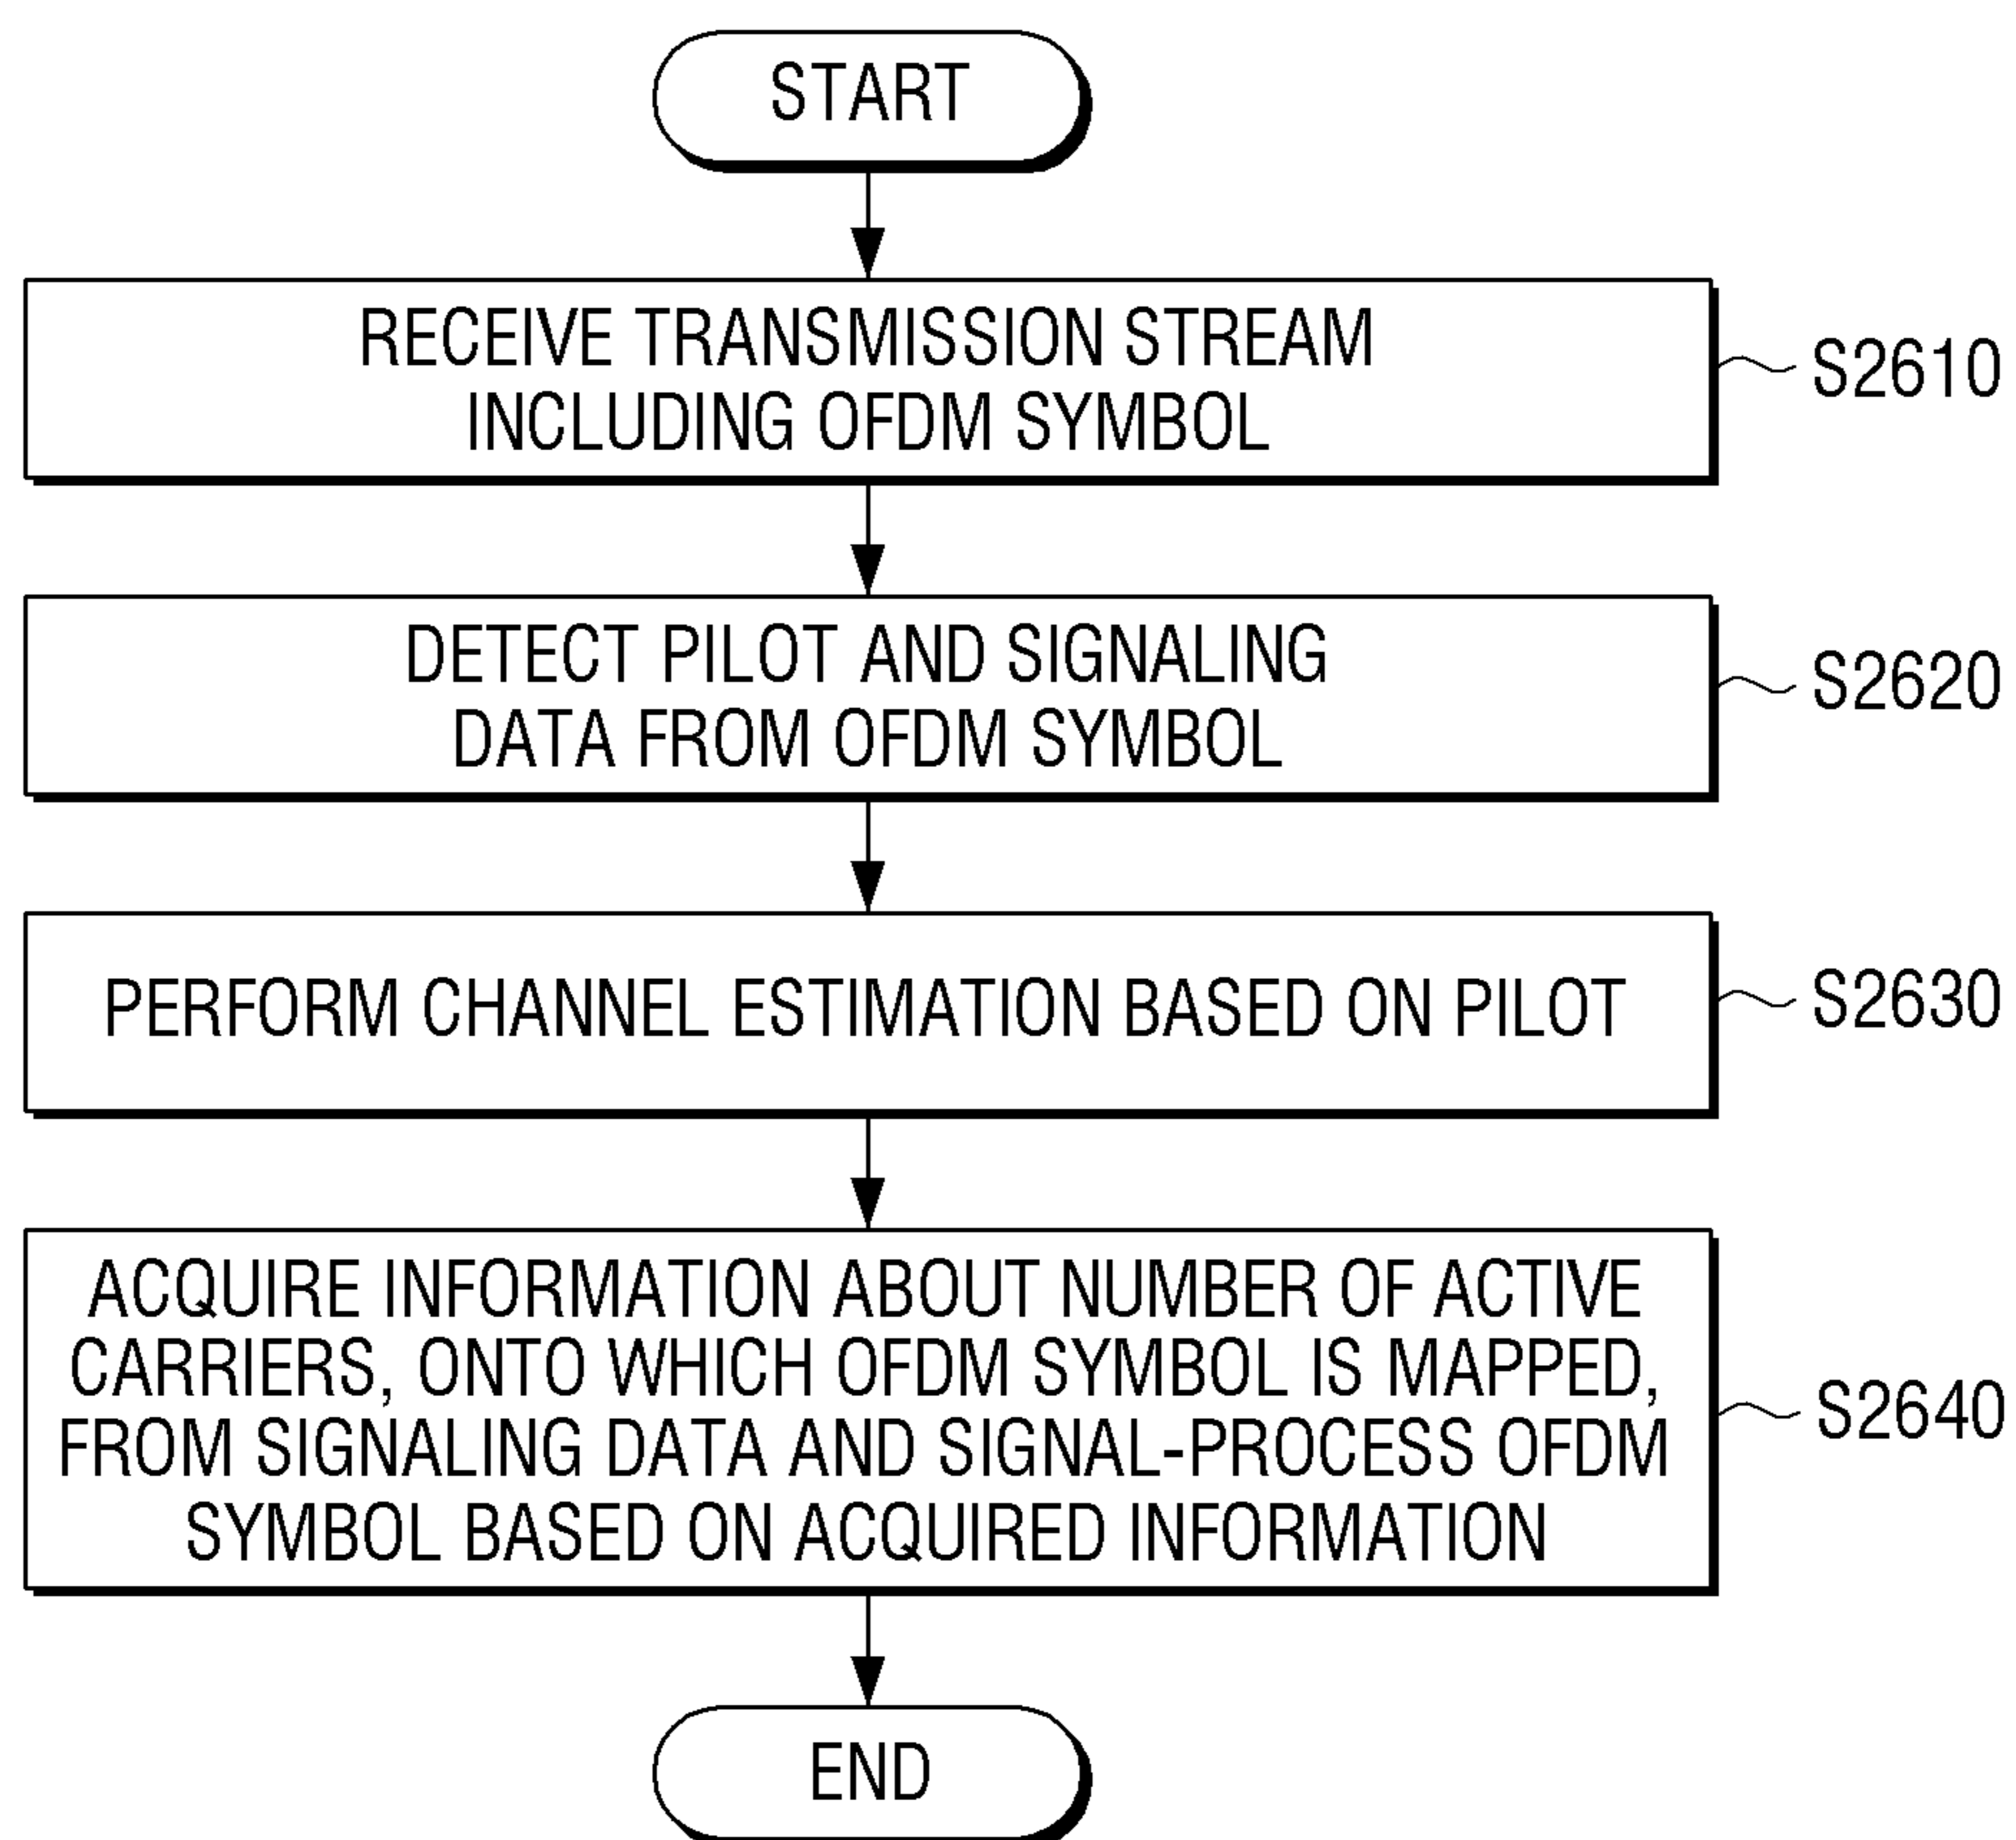 START
RECEIVE TRANSMISSION STREAM
INCLUDING OFDM SYMBOL
S2610
DETECT PILOT AND SIGNALING
DATA FROM OFDM SYMBOL
S2620
PERFORM CHANNEL ESTIMATION BASED ON PILOT
S2630
ACQUIRE INFORMATION ABOUT NUMBER OF ACTIVE
CARRIERS, ONTO WHICH OFDM SYMBOL IS MAPPED,
FROM SIGNALING DATA AND SIGNAL-PROCESS OFDM
SYMBOL BASED ON ACQUIRED INFORMATION
S2640
END